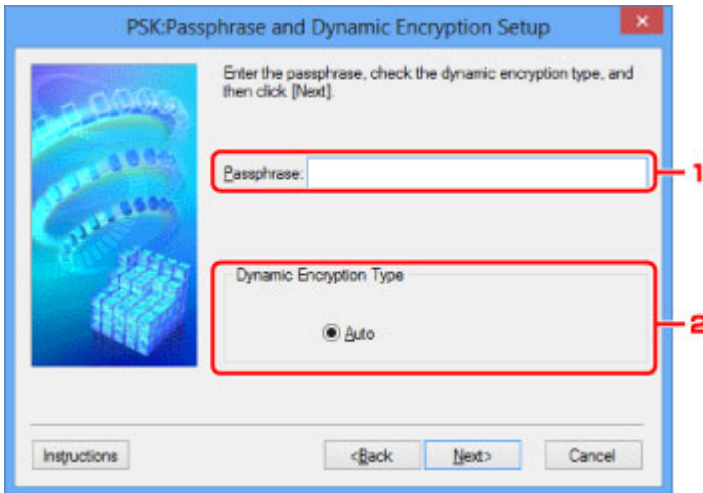 PSK:Passphrase and Dynamic Encryption Setup
Enter the passphrase, check the dynamic encryption type, and
then click [Next].
Passphrase:
1
Dynamic Encryption Type
Auto
2
Instructions
<Back
Next>
Cancel